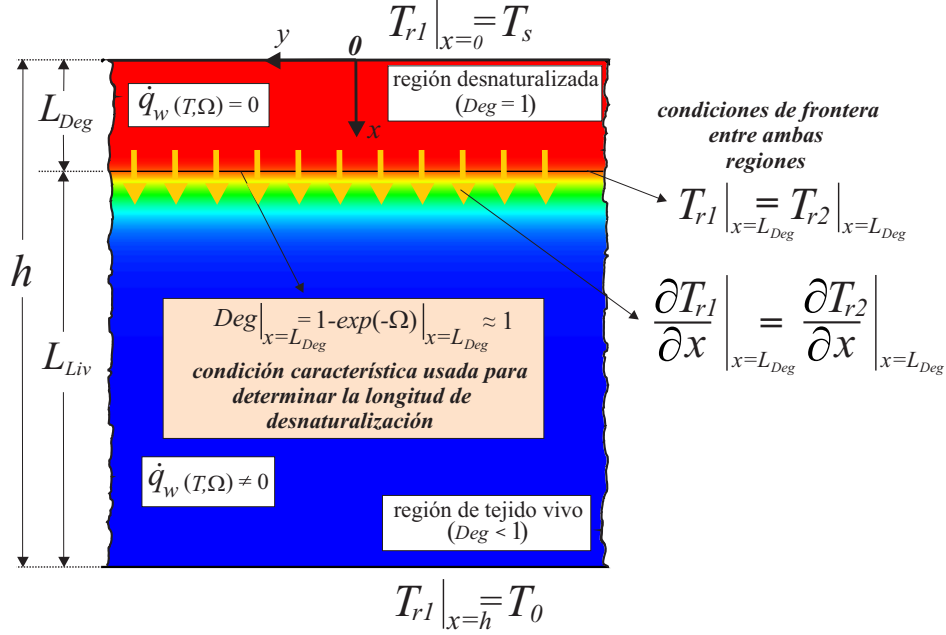 T_{r1}|_{x=0} = T_s
y
0
x
región desnaturalizada
(Deg = 1)
q̇_w (T,Ω) = 0
L_{Deg}
condiciones de frontera
entre ambas
regiones
T_{r1}|_{x=L_{Deg}} = T_{r2}|_{x=L_{Deg}}
∂T_{r1}/∂x|_{x=L_{Deg}} = ∂T_{r2}/∂x|_{x=L_{Deg}}
h
L_{Liv}
Deg|_{x=L_{Deg}} = 1-exp(-Ω)|_{x=L_{Deg}} ≈ 1
condición característica usada para
determinar la longitud de
desnaturalización
q̇_w (T,Ω) ≠ 0
región de tejido vivo
(Deg < 1)
T_{r1}|_{x=h} = T_0